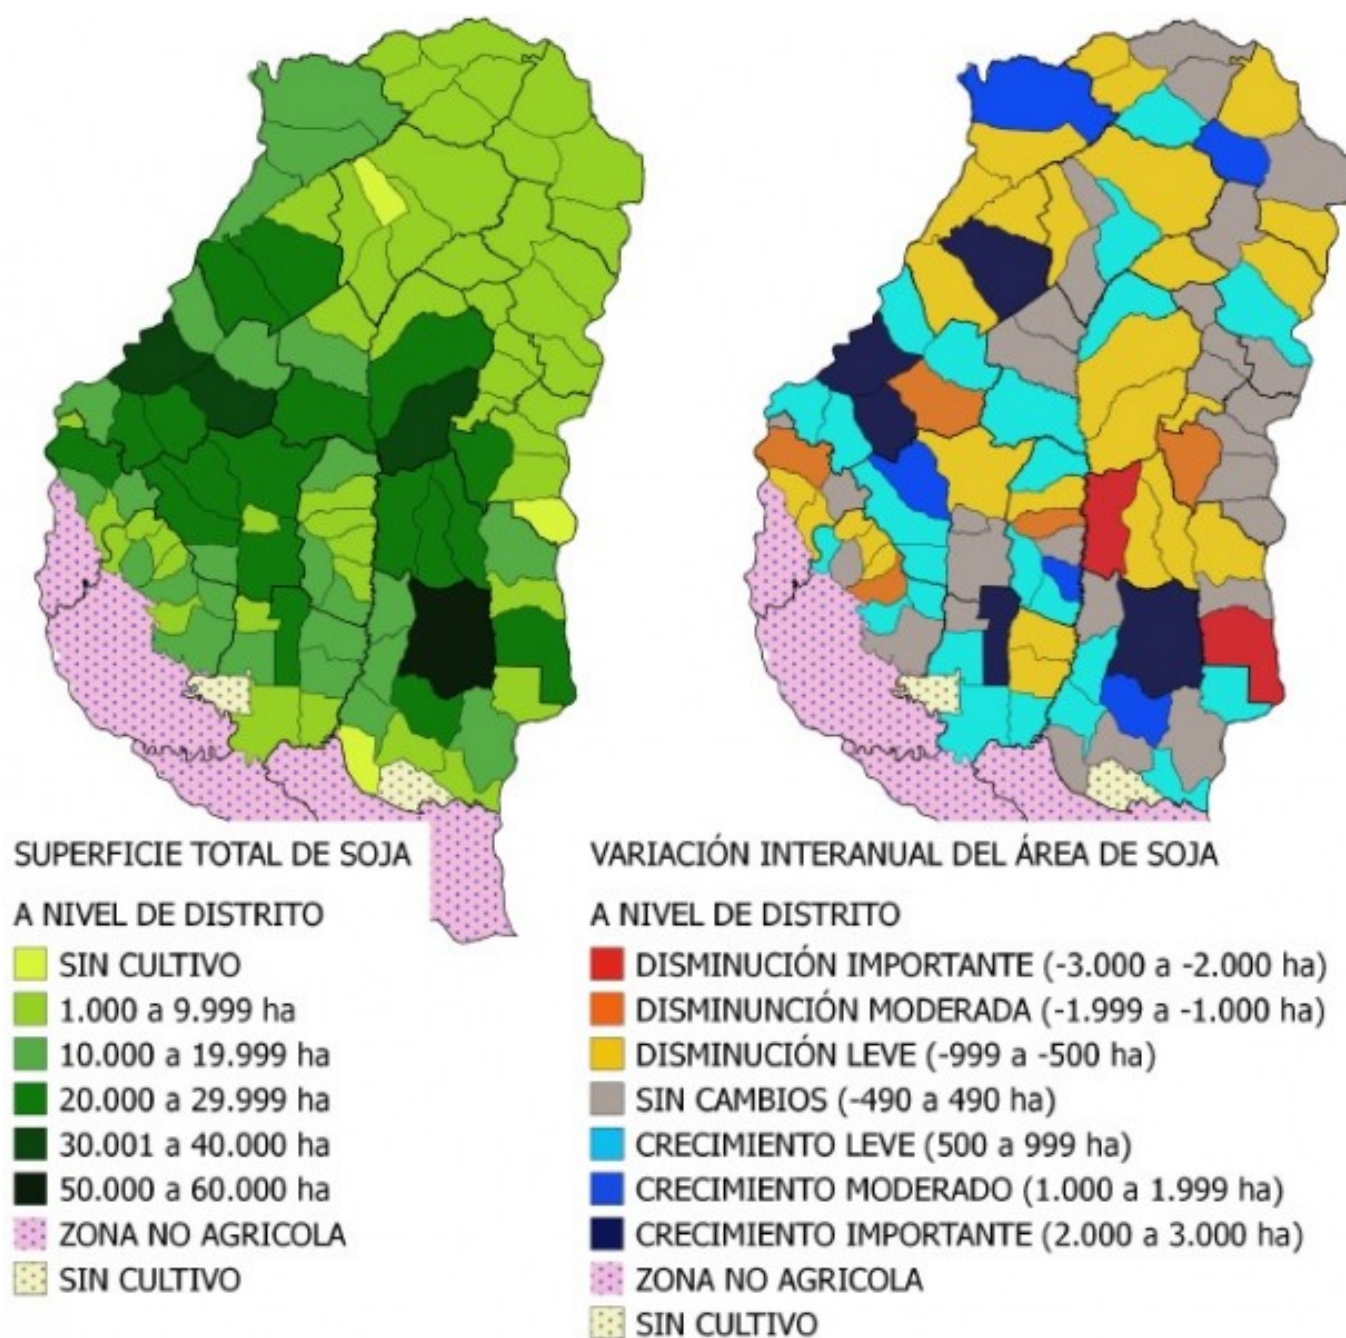 SUPERFICIE TOTAL DE SOJA
A NIVEL DE DISTRITO
SIN CULTIVO
1.000 a 9.999 ha
10.000 a 19.999 ha
20.000 a 29.999 ha
30.001 a 40.000 ha
50.000 a 60.000 ha
ZONA NO AGRICOLA
SIN CULTIVO
VARIACIÓN INTERANUAL DEL ÁREA DE SOJA
A NIVEL DE DISTRITO
DISMINUCIÓN IMPORTANTE (-3.000 a -2.000 ha)
DISMINUNCIÓN MODERADA (-1.999 a -1.000 ha)
DISMINUCIÓN LEVE (-999 a -500 ha)
SIN CAMBIOS (-490 a 490 ha)
CRECIMIENTO LEVE (500 a 999 ha)
CRECIMIENTO MODERADO (1.000 a 1.999 ha)
CRECIMIENTO IMPORTANTE (2.000 a 3.000 ha)
ZONA NO AGRICOLA
SIN CULTIVO